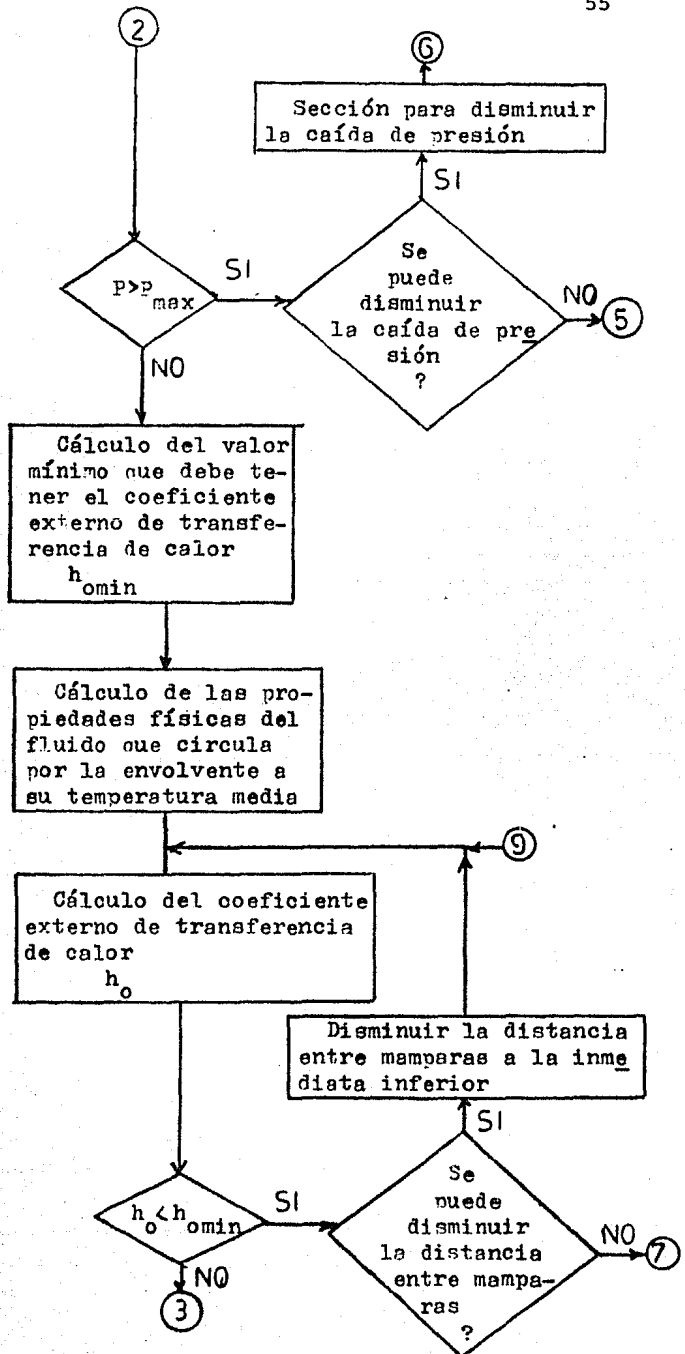 55
2
6
Sección para disminuir
la caída de presión
SI
P>P max
SI
Se
puede
disminuir
la caída de pre
sión
?
NO
5
NO
Cálculo del valor
mínimo que debe te-
ner el coeficiente
externo de transfe-
rencia de calor
h omin
Cálculo de las pro-
piedades físicas del
fluido que circula
por la envolvente a
su temperatura media
9
Cálculo del coeficiente
externo de transferencia
de calor
h o
Disminuir la distancia
entre mamparas a la inme
diata inferior
SI
h o < h omin
SI
Se
puede
disminuir
la distancia
entre mampa-
ras
?
NO
7
NO
3